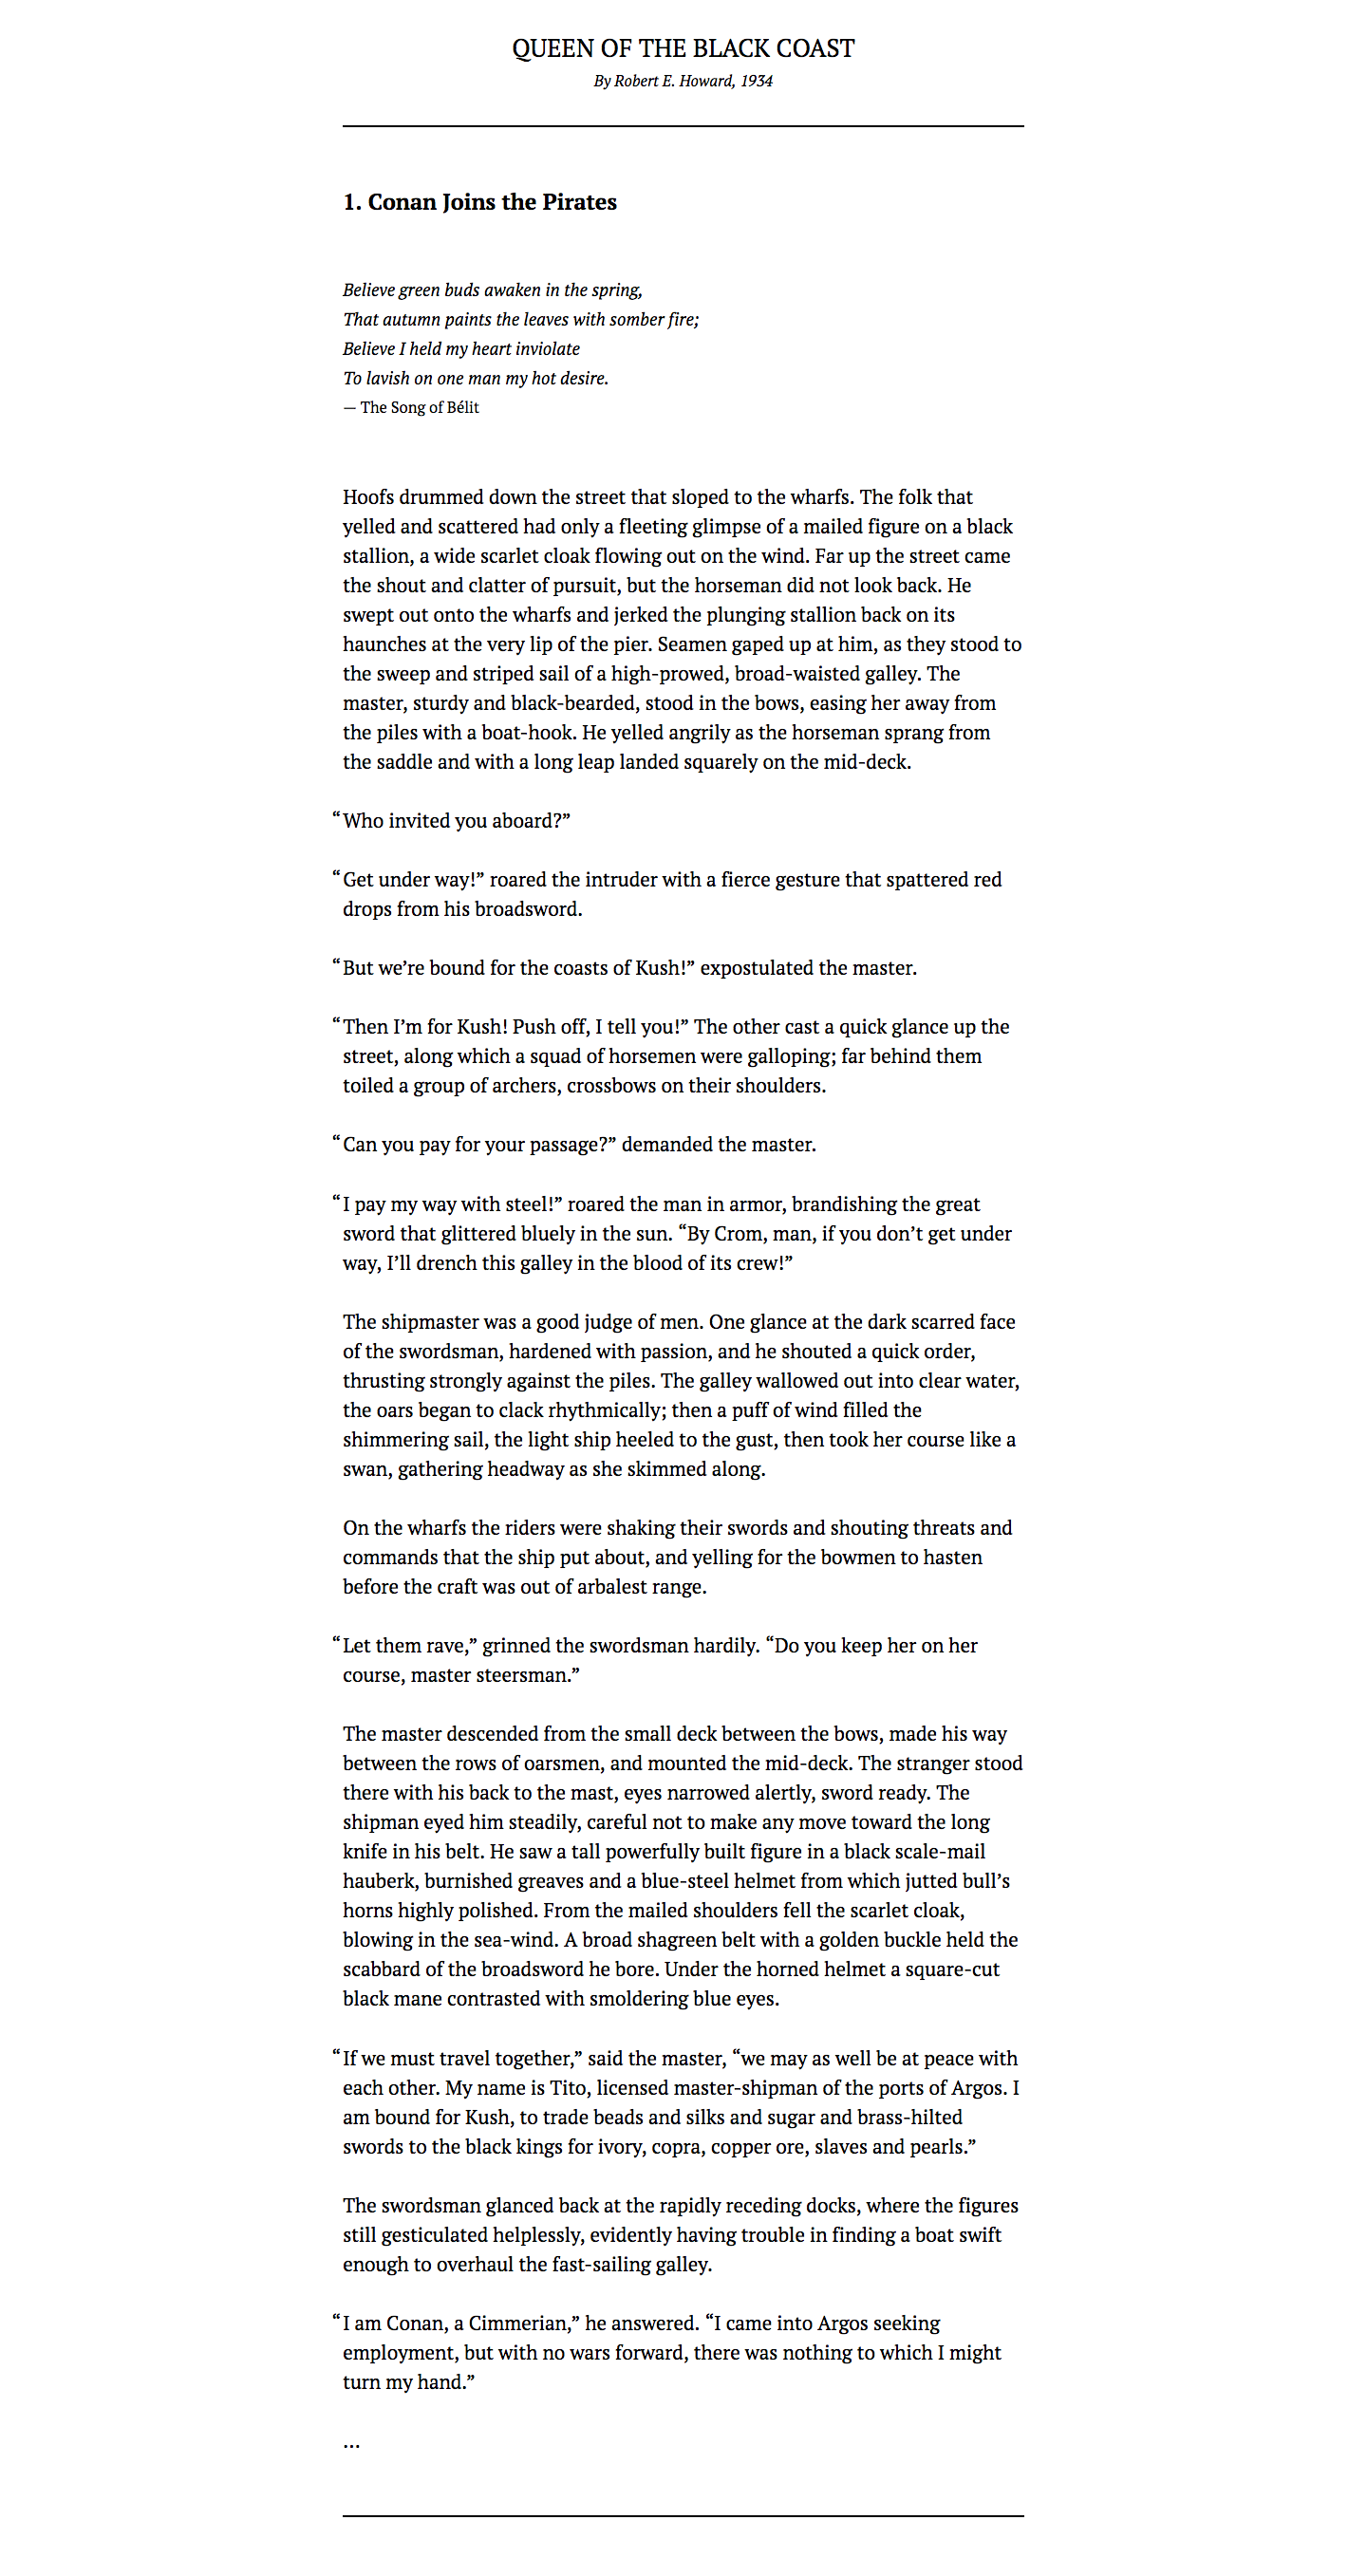 QUEEN OF THE BLACK COAST
By Robert E. Howard, 1934
1. Conan Joins the Pirates
Believe green buds awaken in the spring,
That autumn paints the leaves with somber fire;
Believe I held my heart inviolate
To lavish on one man my hot desire.
— The Song of Bélit
Hoofs drummed down the street that sloped to the wharfs. The folk that
yelled and scattered had only a fleeting glimpse of a mailed figure on a black
stallion, a wide scarlet cloak flowing out on the wind. Far up the street came
the shout and clatter of pursuit, but the horseman did not look back. He
swept out onto the wharfs and jerked the plunging stallion back on its
haunches at the very lip of the pier. Seamen gaped up at him, as they stood to
the sweep and striped sail of a high-prowed, broad-waisted galley. The
master, sturdy and black-bearded, stood in the bows, easing her away from
the piles with a boat-hook. He yelled angrily as the horseman sprang from
the saddle and with a long leap landed squarely on the mid-deck.
“Who invited you aboard?”
“Get under way!” roared the intruder with a fierce gesture that spattered red
drops from his broadsword.
“But we’re bound for the coasts of Kush!” expostulated the master.
“Then I’m for Kush! Push off, I tell you!” The other cast a quick glance up the
street, along which a squad of horsemen were galloping; far behind them
toiled a group of archers, crossbows on their shoulders.
“Can you pay for your passage?” demanded the master.
“I pay my way with steel!” roared the man in armor, brandishing the great
sword that glittered bluely in the sun. “By Crom, man, if you don’t get under
way, I’ll drench this galley in the blood of its crew!”
The shipmaster was a good judge of men. One glance at the dark scarred face
of the swordsman, hardened with passion, and he shouted a quick order,
thrusting strongly against the piles. The galley wallowed out into clear water,
the oars began to clack rhythmically; then a puff of wind filled the
shimmering sail, the light ship heeled to the gust, then took her course like a
swan, gathering headway as she skimmed along.
On the wharfs the riders were shaking their swords and shouting threats and
commands that the ship put about, and yelling for the bowmen to hasten
before the craft was out of arbalest range.
“Let them rave,” grinned the swordsman hardily. “Do you keep her on her
course, master steersman.”
The master descended from the small deck between the bows, made his way
between the rows of oarsmen, and mounted the mid-deck. The stranger stood
there with his back to the mast, eyes narrowed alertly, sword ready. The
shipman eyed him steadily, careful not to make any move toward the long
knife in his belt. He saw a tall powerfully built figure in a black scale-mail
hauberk, burnished greaves and a blue-steel helmet from which jutted bull’s
horns highly polished. From the mailed shoulders fell the scarlet cloak,
blowing in the sea-wind. A broad shagreen belt with a golden buckle held the
scabbard of the broadsword he bore. Under the horned helmet a square-cut
black mane contrasted with smoldering blue eyes.
“If we must travel together,” said the master, “we may as well be at peace with
each other. My name is Tito, licensed master-shipman of the ports of Argos. I
am bound for Kush, to trade beads and silks and sugar and brass-hilted
swords to the black kings for ivory, copra, copper ore, slaves and pearls.”
The swordsman glanced back at the rapidly receding docks, where the figures
still gesticulated helplessly, evidently having trouble in finding a boat swift
enough to overhaul the fast-sailing galley.
“I am Conan, a Cimmerian,” he answered. “I came into Argos seeking
employment, but with no wars forward, there was nothing to which I might
turn my hand.”
…